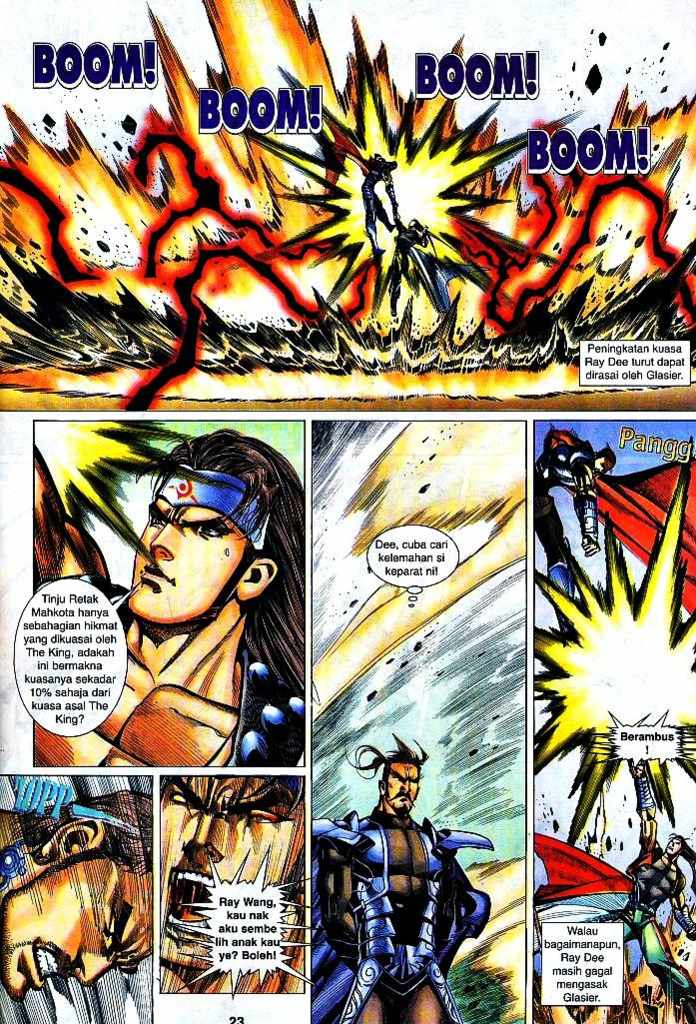 BOOM!
BOOM!
BOOM!
BOOM!
Peningkatan kuasa
Ray Dee turut dapat
dirasai oleh Glasier.
Tinju Retak
Mahkota hanya
sebahagian hikmat
yang dikuasai oleh
The King, adakah
ini bermakna
kuasanya sekadar
10% sahaja dari
kuasa asal The
King?
Dee, cuba cari
kelemahan si
keparat ni!
Pangg
Berambus
!
ZUPP
Ray Wang,
kau nak
aku sembe
lih anak kau
ye? Boleh!
Walau
bagaimanapun,
Ray Dee
masih gagal
mengasak
Glasier.
23